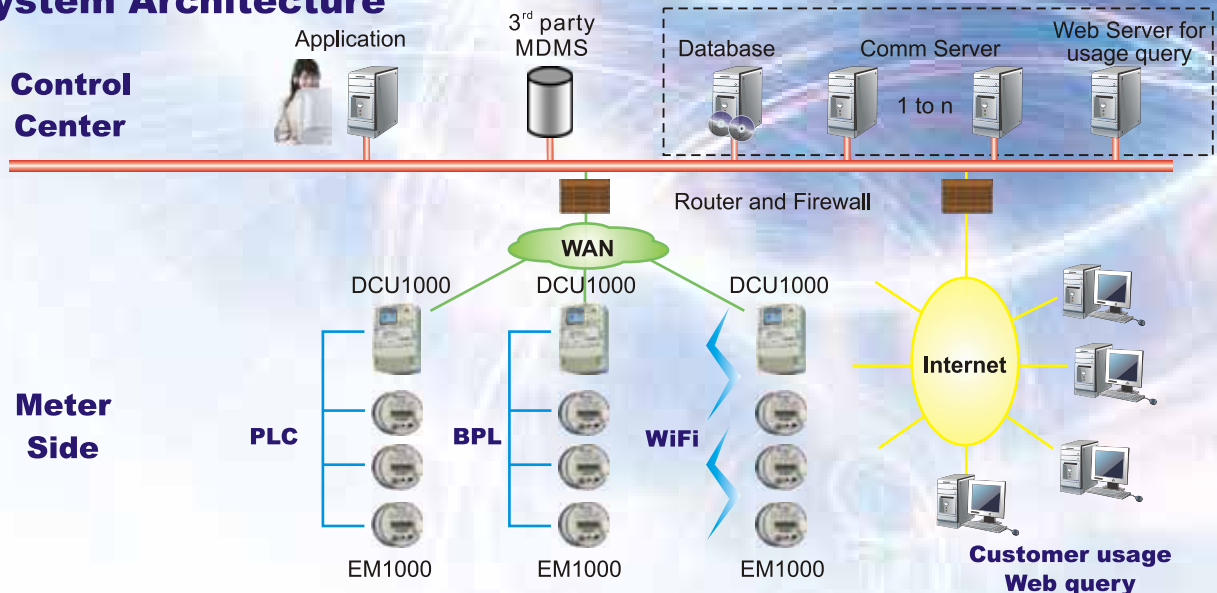 ystem Architecture
Control
Center
Application
3rd party
MDMS
Database
Comm Server
1 to n
Web Server for
usage query
Router and Firewall
WAN
DCU1000
DCU1000
DCU1000
Meter
Side
PLC
BPL
WiFi
Internet
EM1000
EM1000
EM1000
Customer usage
Web query